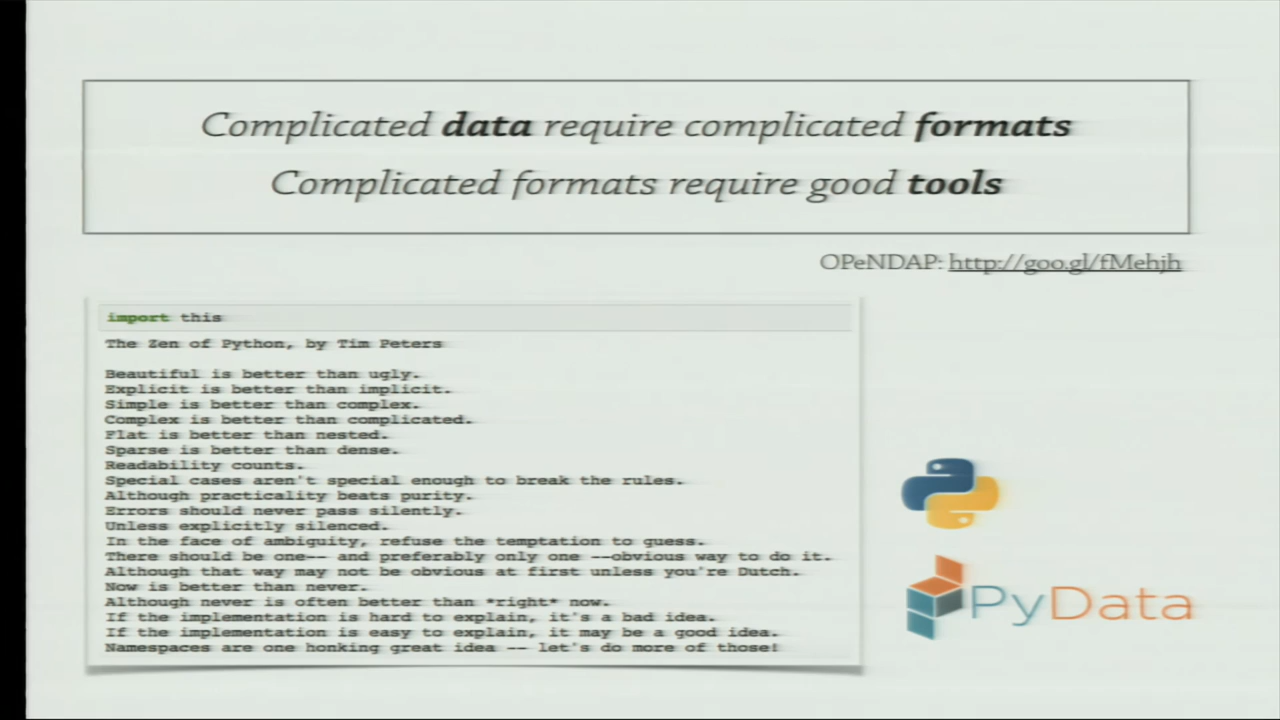 Complicated data require complicated formats
Complicated formats require good tools
OPeNDAP: http://goo.gl/fMehjh
import this
The Zen of Python, by Tim Peters
Beautiful is better than ugly.
Explicit is better than implicit.
Simple is better than complex.
Complex is better than complicated.
Flat is better than nested.
Sparse is better than dense.
Readability counts.
Special cases aren't special enough to break the rules.
Although practicality beats purity.
Errors should never pass silently.
Unless explicitly silenced.
In the face of ambiguity, refuse the temptation to guess.
There should be one-- and preferably only one --obvious way to do it.
Although that way may not be obvious at first unless you're Dutch.
Now is better than never.
Although never is often better than *right* now.
If the implementation is hard to explain, it's a bad idea.
If the implementation is easy to explain, it may be a good idea.
Namespaces are one honking great idea -- let's do more of those!
PyData